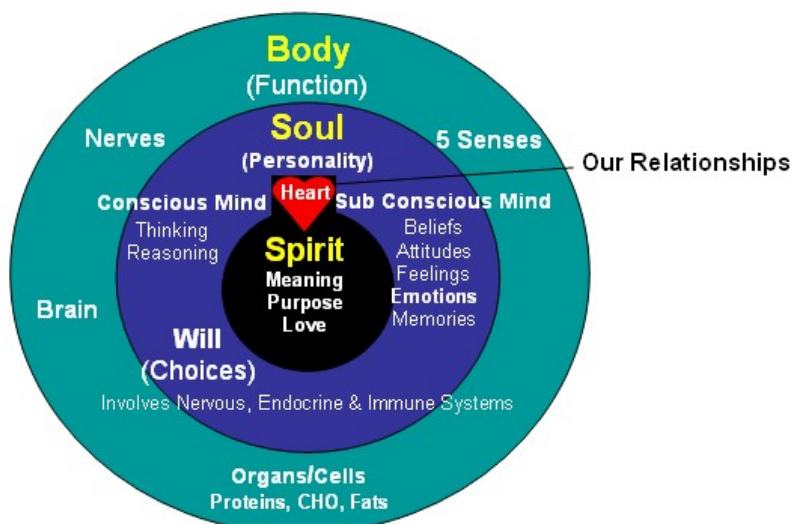 Body
(Function)
Nerves
Soul
5 Senses
(Personality)
Our Relationships
Heart
Conscious Mind
Sub Conscious Mind
Thinking
Reasoning
Beliefs
Attitudes
Feelings
Emotions
Memories
Spirit
Meaning
Purpose
Love
Brain
Will
(Choices)
Involves Nervous, Endocrine & Immune Systems
Organs/Cells
Proteins, CHO, Fats